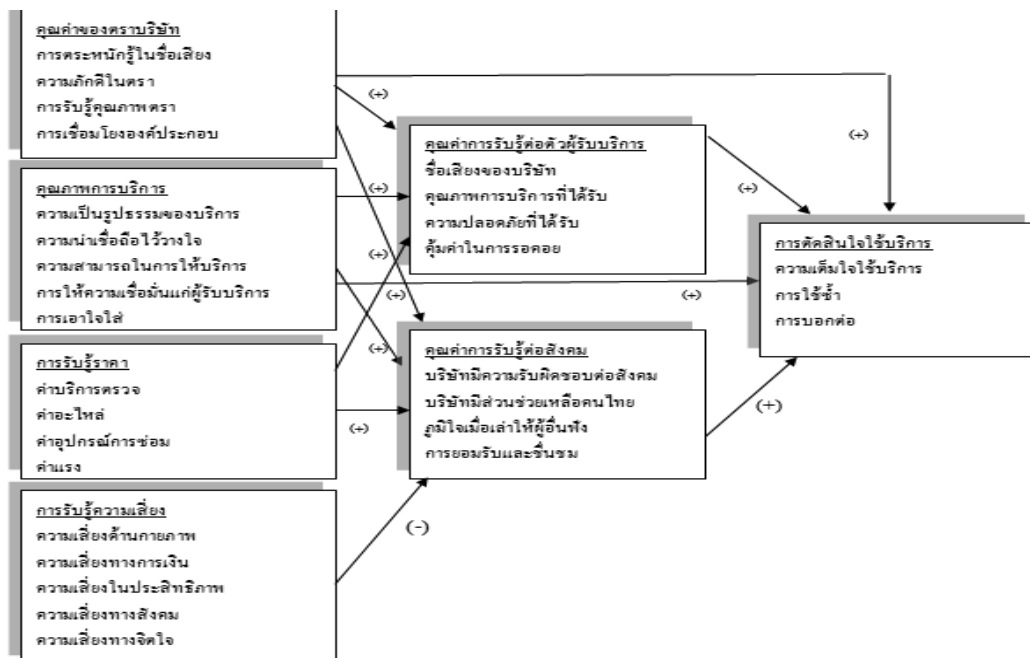 คุณค่าของตราบริษัท
การตระหนักรู้ในชื่อเสียง
ความภักดีในตรา
การรับรู้คุณภาพตรา
การเชื่อมโยงองค์ประกอบ
คุณภาพการบริการ
ความเป็นรูปธรรมของบริการ
ความน่าเชื่อถือไว้วางใจ
ความสามารถในการให้บริการ
การให้ความเชื่อมั่นแก่ผู้รับบริการ
การเอาใจใส่
การรับรู้ราคา
ค่าบริการตรวจ
ค่าอะไหล่
ค่าอุปกรณ์การซ่อม
ค่าแรง
การรับรู้ความเสี่ยง
ความเสี่ยงด้านกายภาพ
ความเสี่ยงทางการเงิน
ความเสี่ยงในประสิทธิภาพ
ความเสี่ยงทางสังคม
ความเสี่ยงทางจิตใจ
(+)
(+)
(+)
(+)
(+)
(+)
(-)
คุณค่าการรับรู้ต่อตัวผู้รับบริการ
ชื่อเสียงของบริษัท
คุณภาพการบริการที่ได้รับ
ความปลอดภัยที่ได้รับ
คุ้มค่าในการรอคอย
คุณค่าการรับรู้ต่อสังคม
บริษัทมีความรับผิดชอบต่อสังคม
บริษัทมีส่วนช่วยเหลือคนไทย
ภูมิใจเมื่อเล่าให้ผู้อื่นฟัง
การยอมรับและชื่นชม
(+)
(+)
(+)
(+)
การตัดสินใจใช้บริการ
ความเต็มใจใช้บริการ
การใช้ซ้ำ
การบอกต่อ